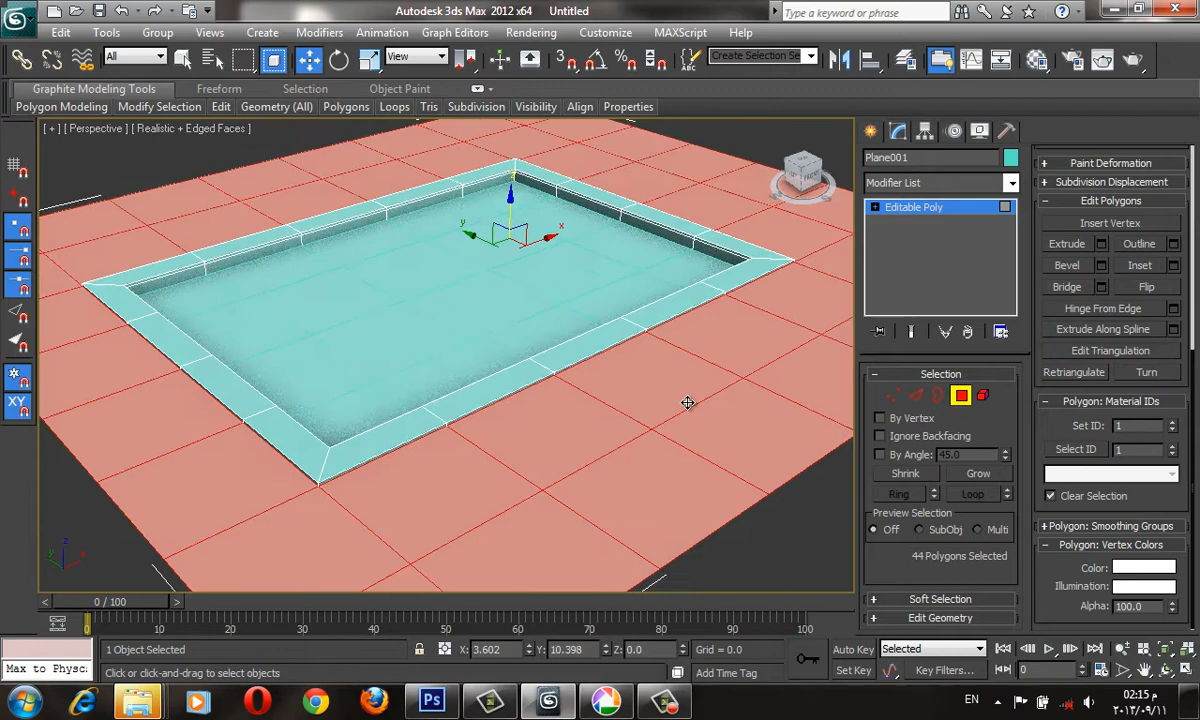 Autodesk 3ds Max 2012 x64    Untitled
Type a keyword or phrase
Edit Tools Group Views Create Modifiers Animation Graph Editors Rendering Customize MAXScript Help
All View 3 Create Selection Se
Graphite Modeling Tools Freeform Selection Object Paint
Polygon Modeling Modify Selection Edit Geometry (All) Polygons Loops Tris Subdivision Visibility Align Properties
[ + ] [ Perspective ] [ Realistic + Edged Faces ]
z
y x
FRONT
XY
z
y x
Plane001
Modifier List
Editable Poly
Selection
By Vertex
Ignore Backfacing
By Angle: 45.0
Shrink Grow
Ring Loop
Preview Selection
Off SubObj Multi
44 Polygons Selected
Soft Selection
Edit Geometry
Paint Deformation
Subdivision Displacement
Edit Polygons
Insert Vertex
Extrude Outline
Bevel Inset
Bridge Flip
Hinge From Edge
Extrude Along Spline
Edit Triangulation
Retriangulate Turn
Polygon: Material IDs
Set ID: 1
Select ID 1
Clear Selection
Polygon: Smoothing Groups
Polygon: Vertex Colors
Color:
Illumination:
Alpha: 100.0
0 / 100
0 10 20 30 40 50 60 70 80 90 100
1 Object Selected X: 3.602 Y: 10.398 Z: 0.0 Grid = 0.0 Auto Key Selected
Max to Physc Click or click-and-drag to select objects Add Time Tag Set Key Key Filters... 0
Ps EN م 02:15
٢٠١٣/٠٩/١١